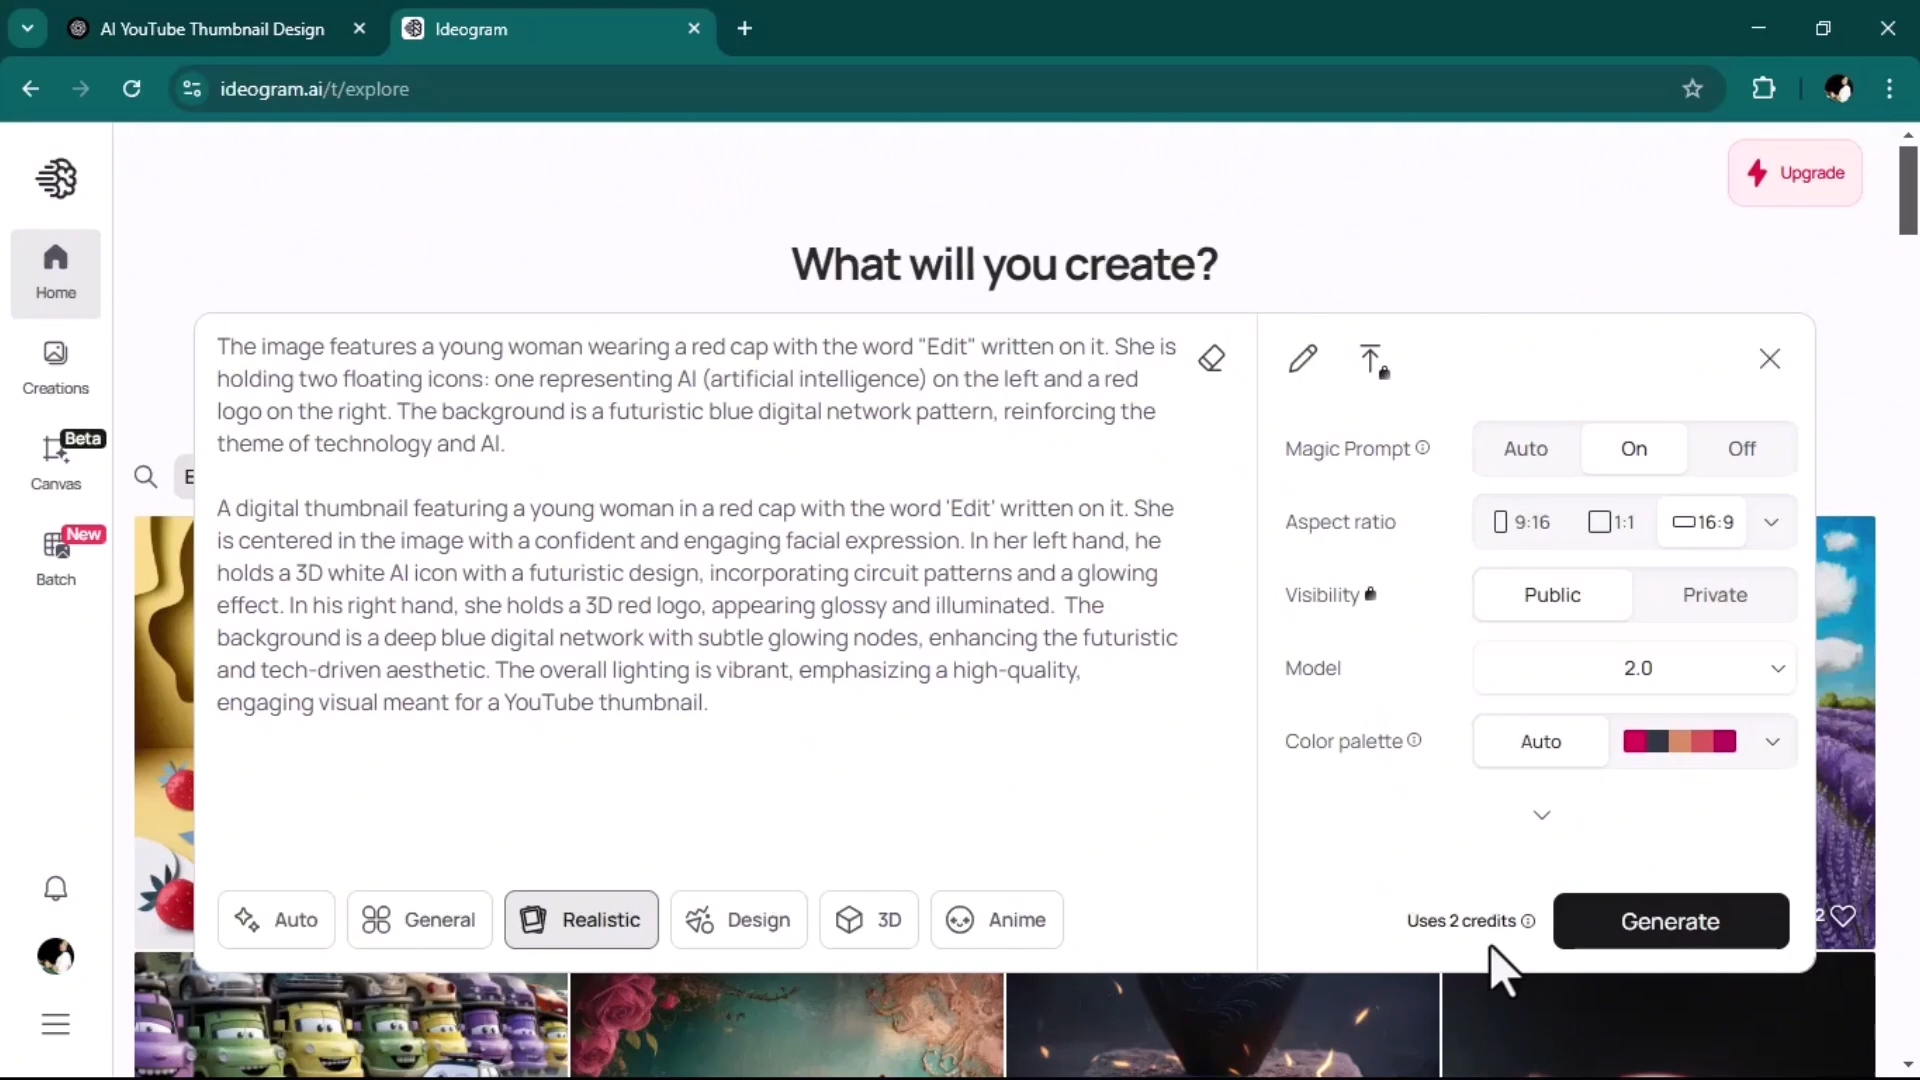 AI YouTube Thumbnail Design
Ideogram
ideogram.ai/t/explore
Upgrade
Home
What will you create?
The image features a young woman wearing a red cap with the word "Edit" written on it. She is
holding two floating icons: one representing AI (artificial intelligence) on the left and a red
logo on the right. The background is a futuristic blue digital network pattern, reinforcing the
theme of technology and AI.
A digital thumbnail featuring a young woman in a red cap with the word 'Edit' written on it. She
is centered in the image with a confident and engaging facial expression. In her left hand, he
holds a 3D white AI icon with a futuristic design, incorporating circuit patterns and a glowing
effect. In his right hand, she holds a 3D red logo, appearing glossy and illuminated.  The
background is a deep blue digital network with subtle glowing nodes, enhancing the futuristic
and tech-driven aesthetic. The overall lighting is vibrant, emphasizing a high-quality,
engaging visual meant for a YouTube thumbnail.
Creations
Beta
Canvas
New
Batch
Magic Prompt Auto On Off
Aspect ratio 9:16 1:1 16:9
Visibility Public Private
Model 2.0
Color palette Auto
Auto General Realistic Design 3D Anime
Uses 2 credits Generate
2